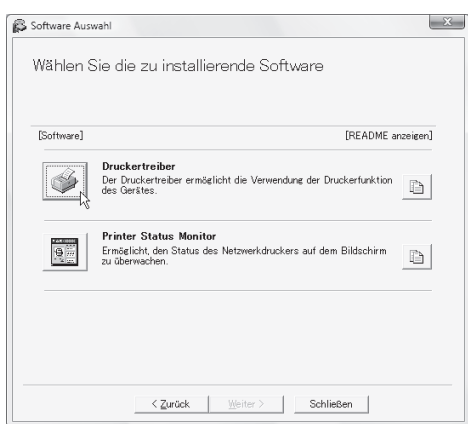 Software Auswahl
Wählen Sie die zu installierende Software
[Software] [README anzeigen]
Druckertreiber
Der Druckertreiber ermöglicht die Verwendung der Druckerfunktion
des Gerätes.
Printer Status Monitor
Ermöglicht, den Status des Netzwerkdruckers auf dem Bildschirm
zu überwachen.
< Zurück Weiter > Schließen